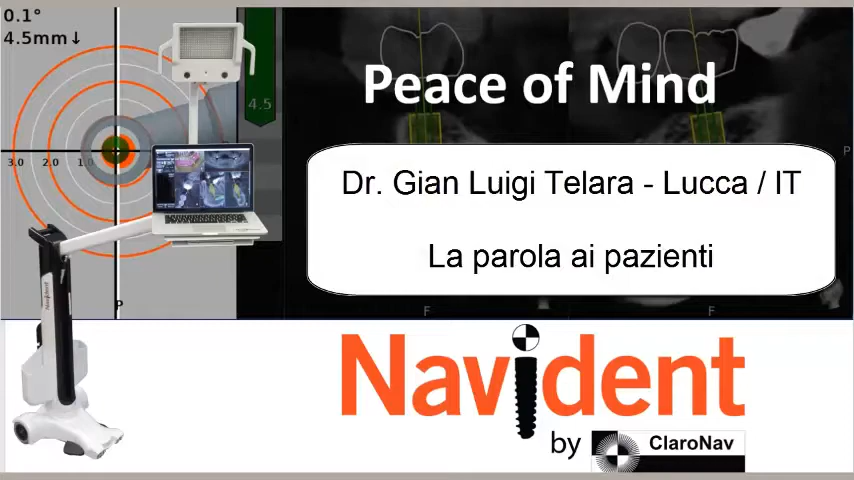 0.1°
4.5mm↓
4.5
Peace of Mind
3.0 2.0 1.0
P
Dr. Gian Luigi Telara - Lucca / IT
La parola ai pazienti
P
F F
Navident
Navident
by ClaroNav